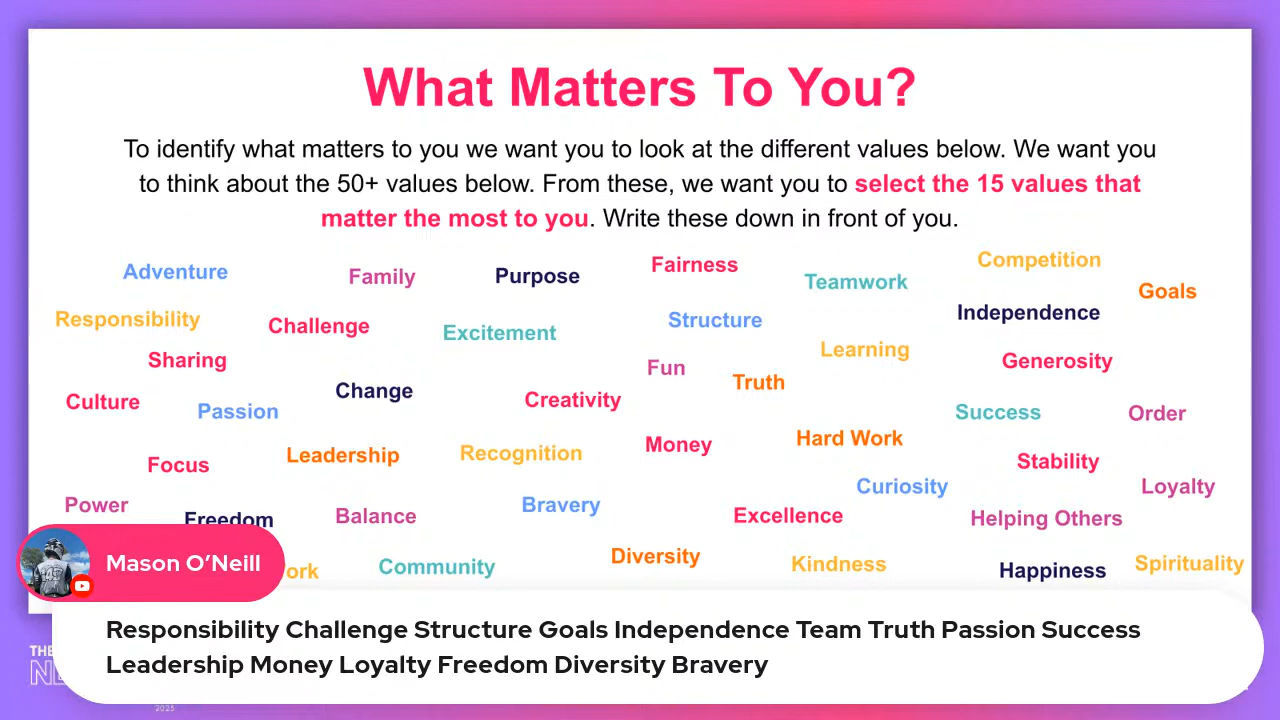 What Matters To You?
To identify what matters to you we want you to look at the different values below. We want you
to think about the 50+ values below. From these, we want you to select the 15 values that
matter the most to you. Write these down in front of you.
Adventure Family Purpose Fairness Teamwork Competition
Goals
Responsibility Challenge Excitement Structure Independence
Sharing Fun Learning Generosity
Culture Passion Change Creativity Truth Success Order
Focus Leadership Recognition Money Hard Work Stability
Power Freedom Balance Bravery Excellence Curiosity Helping Others Loyalty
Community Diversity Kindness Happiness Spirituality
Mason O’Neill
Responsibility Challenge Structure Goals Independence Team Truth Passion Success
Leadership Money Loyalty Freedom Diversity Bravery
THE
2023